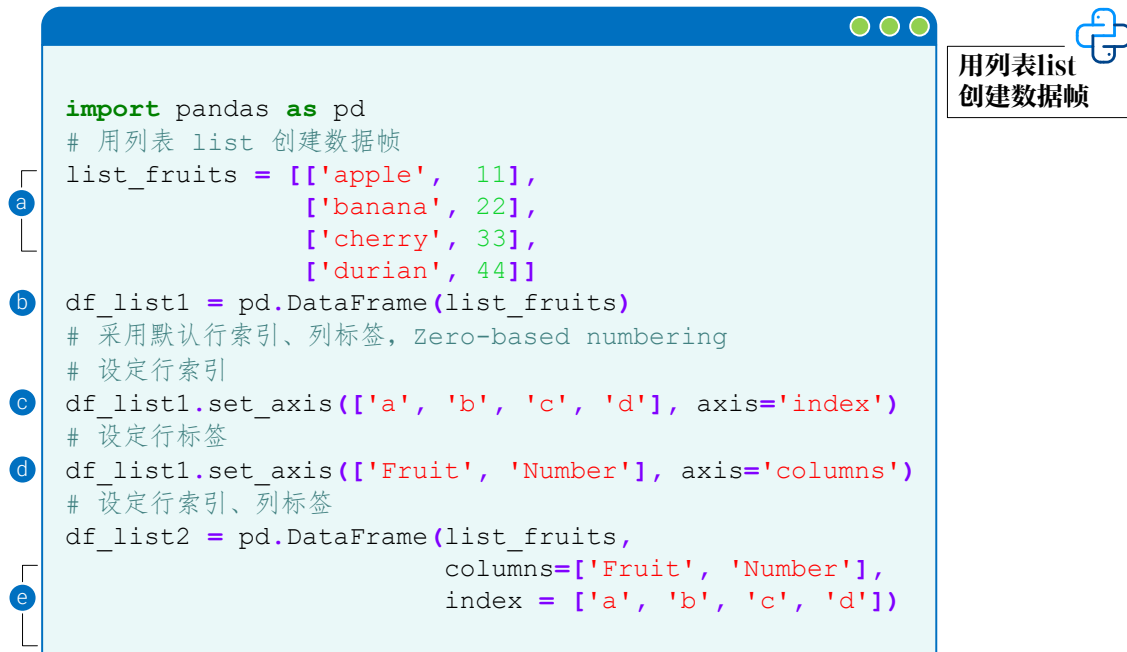 用列表list
创建数据帧
import pandas as pd
# 用列表 list 创建数据帧
list_fruits = [['apple',  11],
['banana', 22],
a
['cherry', 33],
['durian', 44]]
b df_list1 = pd.DataFrame(list_fruits)
# 采用默认行索引、列标签，Zero-based numbering
# 设定行索引
c df_list1.set_axis(['a', 'b', 'c', 'd'], axis='index')
# 设定行标签
d df_list1.set_axis(['Fruit', 'Number'], axis='columns')
# 设定行索引、列标签
df_list2 = pd.DataFrame(list_fruits,
columns=['Fruit', 'Number'],
e index = ['a', 'b', 'c', 'd'])